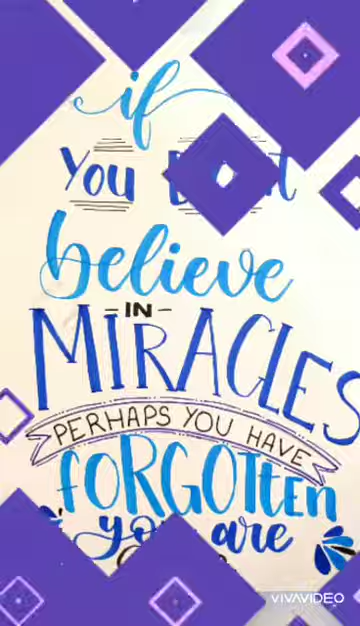 if
You
believe
IN
MIRACLES
PERHAPS YOU HAVE
FORGOTTEN
are
VIVAVIDEO